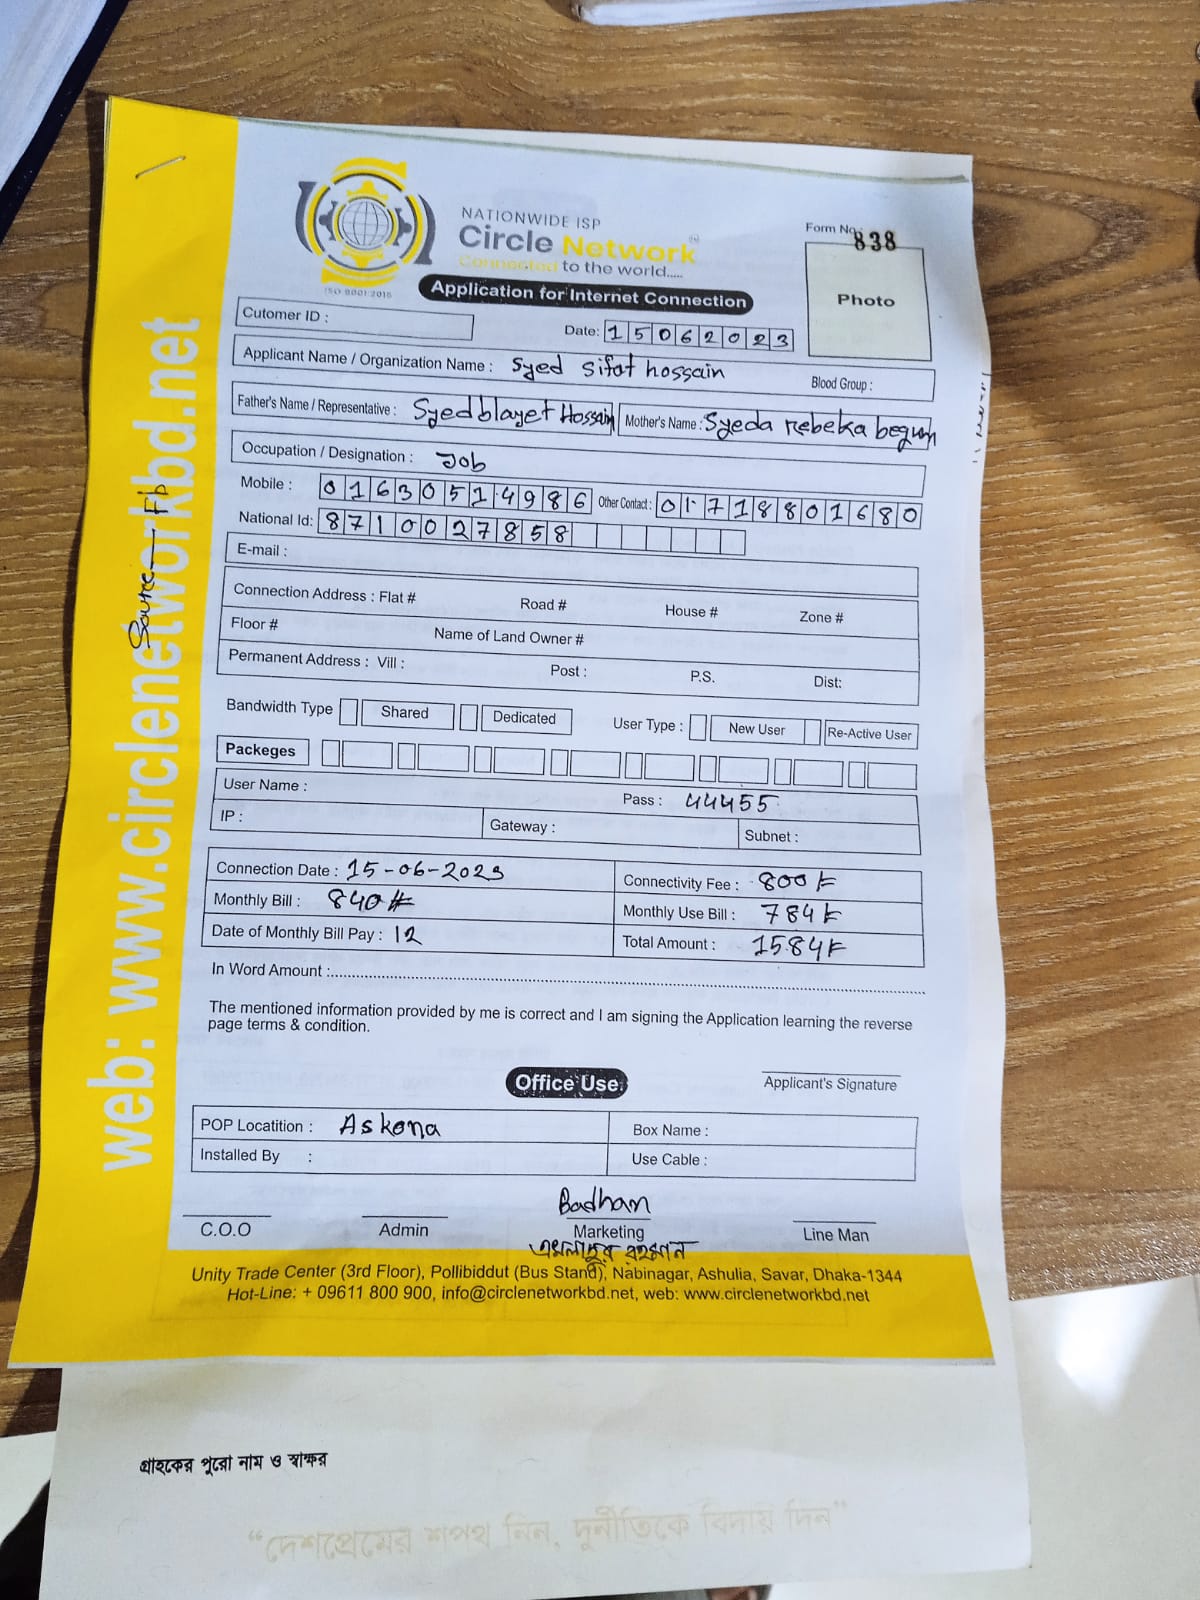 NATIONWIDE ISP
Circle Network
Connected to the world.....
ISO 9001:2015
Form No. 838
Photo
Application for Internet Connection
Cutomer ID :
Date: 15062023
Applicant Name / Organization Name : Syed Sifat hossain
Blood Group :
Father's Name / Representative : Syed blayet Hossain Mother's Name : Syeda rebeka begum
Occupation / Designation : Job
Mobile : 01630514986 Other Contact : 01718801680
National Id: 8710027858
E-mail :
Connection Address : Flat # Road # House # Zone #
Floor # Name of Land Owner #
Permanent Address : Vill : Post : P.S. Dist:
Bandwidth Type Shared Dedicated User Type : New User Re-Active User
Packeges
User Name : Pass : 44455
IP : Gateway : Subnet :
Connection Date : 15-06-2023 Connectivity Fee : 800 F
Monthly Bill : 840 Monthly Use Bill : 784 F
Date of Monthly Bill Pay : 12 Total Amount : 1584 F
In Word Amount :
The mentioned information provided by me is correct and I am signing the Application learning the reverse
page terms & condition.
Applicant's Signature
Office Use
POP Locatition : Askona Box Name :
Installed By : Use Cable :
Badhan
C.O.O Admin Marketing Line Man
রহমান
Unity Trade Center (3rd Floor), Pollibiddut (Bus Stand), Nabinagar, Ashulia, Savar, Dhaka-1344
Hot-Line: + 09611 800 900, info@circlenetworkbd.net, web: www.circlenetworkbd.net
web: www.circlenetworkbd.net
Source - Fb
গ্রাহকের পুরো নাম ও স্বাক্ষর
“দেশপ্রেমের শপথ নিন, দুর্নীতিকে বিদায় দিন”